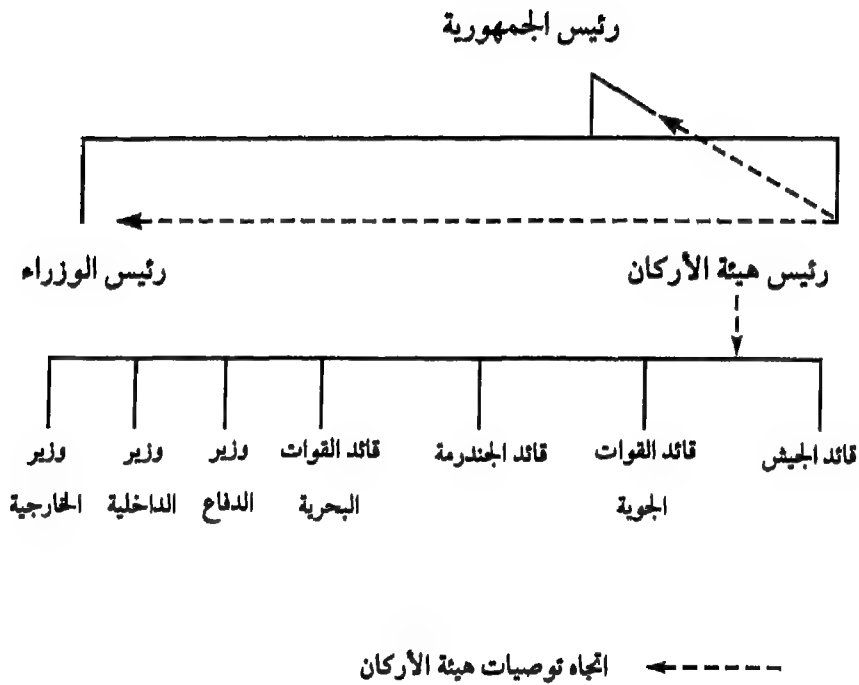 رئيس الجمهورية
رئيس هيئة الأركان
رئيس الوزراء
قائد الجيش
قائد القوات
الجوية
قائد الجندرمة
قائد القوات
البحرية
وزير
الدفاع
وزير
الداخلية
وزير
الخارجية
اتجاه توصيات هيئة الأركان